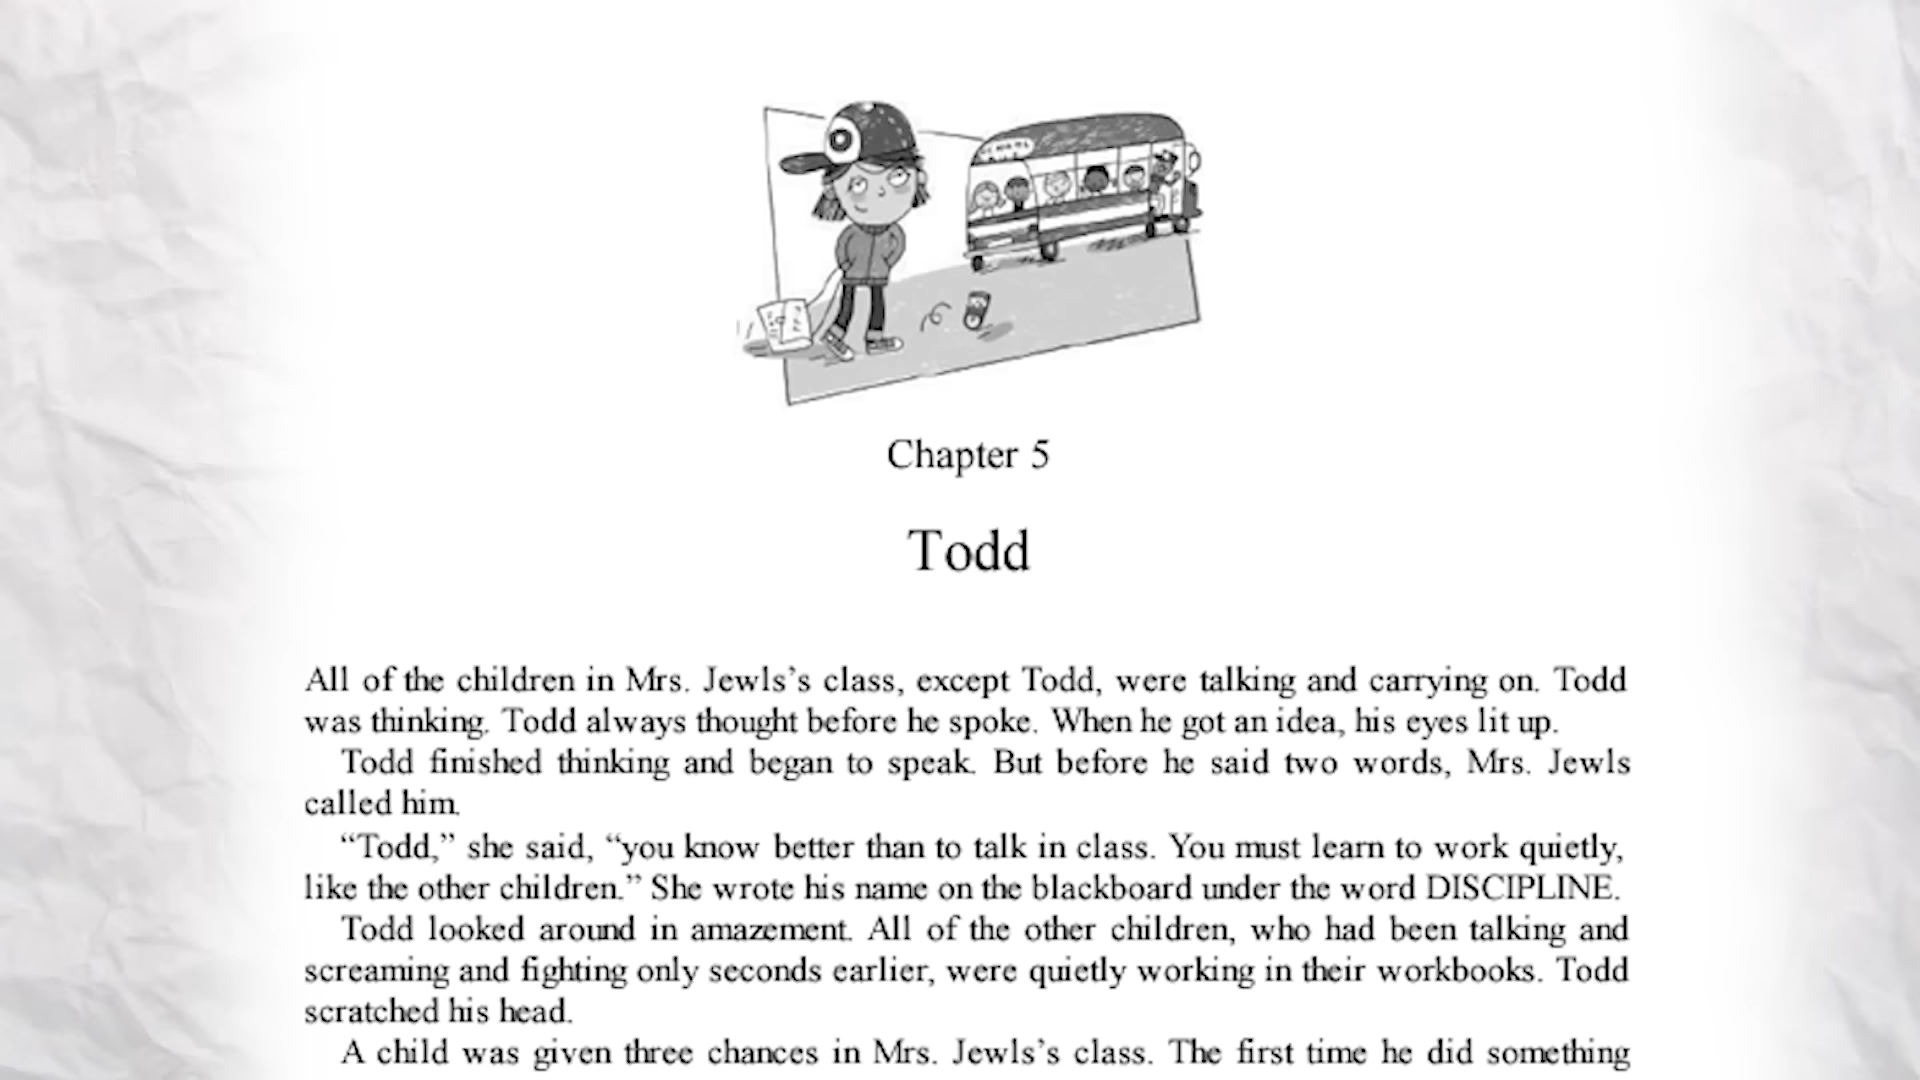 Chapter 5
Todd
All of the children in Mrs. Jewls’s class, except Todd, were talking and carrying on. Todd
was thinking. Todd always thought before he spoke. When he got an idea, his eyes lit up.
Todd finished thinking and began to speak. But before he said two words, Mrs. Jewls
called him.
“Todd,” she said, “you know better than to talk in class. You must learn to work quietly,
like the other children.” She wrote his name on the blackboard under the word DISCIPLINE.
Todd looked around in amazement. All of the other children, who had been talking and
screaming and fighting only seconds earlier, were quietly working in their workbooks. Todd
scratched his head.
A child was given three chances in Mrs. Jewls’s class. The first time he did something